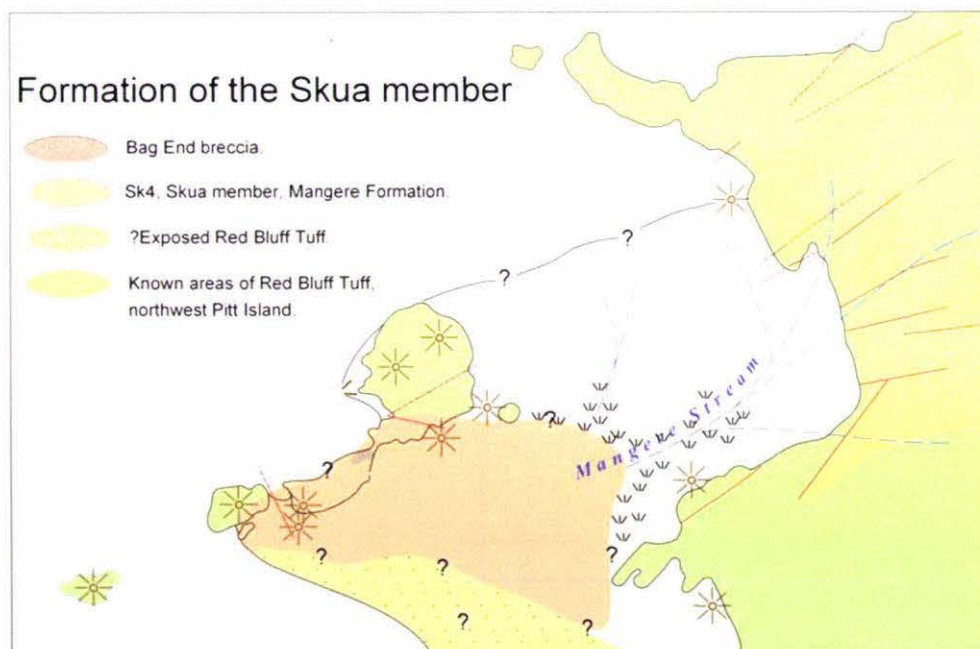 Formation of the Skua member
Bag End breccia.
Sk4, Skua member, Mangere Formation.
?Exposed Red Bluff Tuff.
Known areas of Red Bluff Tuff,
northwest Pitt Island.
?
?
?
Mangere Stream
?
?
?
?
?
?